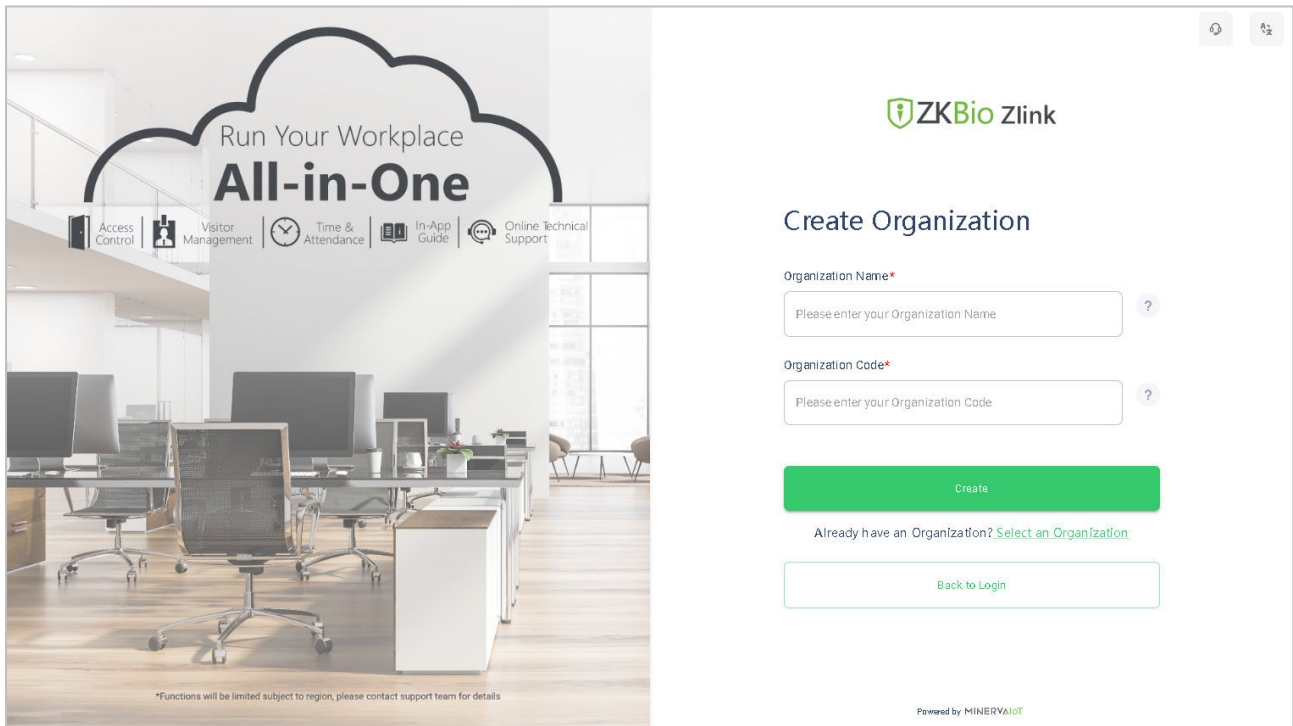 Run Your Workplace
All-in-One
Access Control
Visitor Management
Time & Attendance
In-App Guide
Online Technical Support
*Functions will be limited subject to region, please contact support team for details
ZKBio Zlink
Create Organization
Organization Name*
Please enter your Organization Name
?
Organization Code*
Please enter your Organization Code
?
Create
Already have an Organization? Select an Organization
Back to Login
Powered by MINERVAIOT